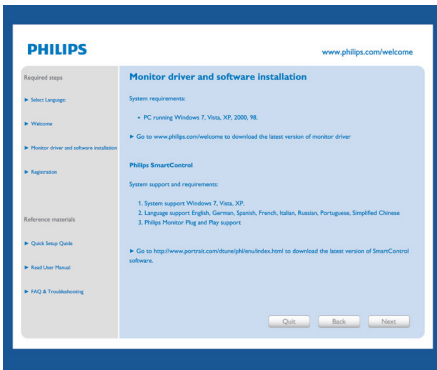 PHILIPS
www.philips.com/welcome
Required steps
► Select Language:
► Welcome
► Monitor driver and software installation
► Registration
Reference materials
► Quick Setup Guide
► Read User Manual
► FAQ & Troubleshooting
Monitor driver and software installation
System requirements:
• PC running Windows 7, Vista, XP, 2000, 98.
► Go to www.philips.com/welcome to download the latest version of monitor driver
Philips SmartControl
System support and requirements:
1. System support Windows 7, Vista, XP.
2. Language support English, German, Spanish, French, Italian, Russian, Portuguese, Simplified Chinese
3. Philips Monitor Plug and Play support
► Go to http://www.portrait.com/dtune/phl/enu/index.html to download the latest version of SmartControl
software.
Quit
Back
Next